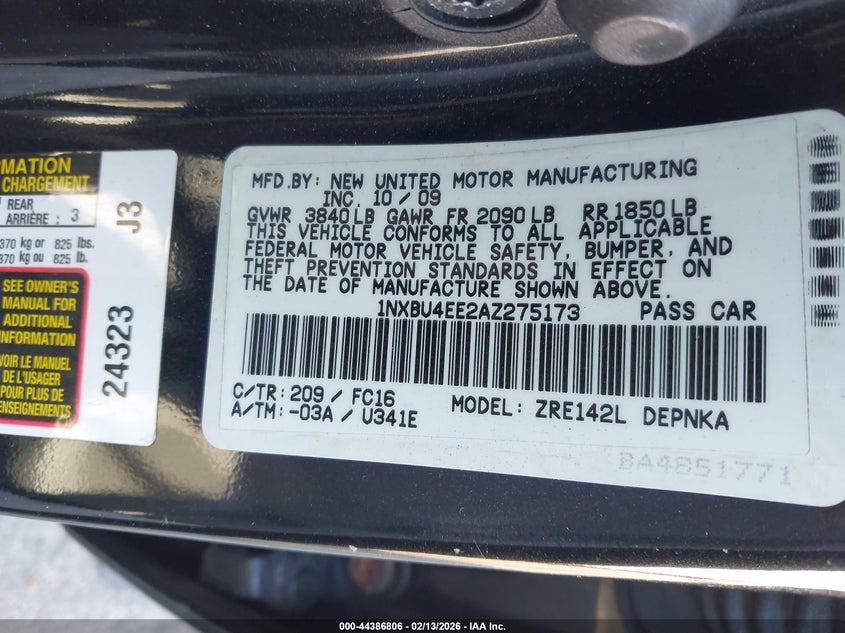 RMATION
CHARGEMENT
REAR
ARRIÈRE : 3
370 kg or 825 lbs.
370 kg ou 825 lb.
SEE OWNER'S
MANUAL FOR
ADDITIONAL
INFORMATION
VOIR LE MANUEL
DE L'USAGER
POUR PLUS DE
RENSEIGNEMENTS
J3
24323
MFD.BY: NEW UNITED MOTOR MANUFACTURING
INC. 10 / 09
GVWR 3840 LB GAWR FR 2090 LB RR 1850 LB
THIS VEHICLE CONFORMS TO ALL APPLICABLE
FEDERAL MOTOR VEHICLE SAFETY, BUMPER, AND
THEFT PREVENTION STANDARDS IN EFFECT ON
THE DATE OF MANUFACTURE SHOWN ABOVE.
1NXBU4EE2AZ275173 PASS CAR
C/TR: 209 / FC16
A/TM: -03A / U341E
MODEL: ZRE142L DEPNKA
BA4851771
000-44386806 - 02/13/2026 - IAA Inc.